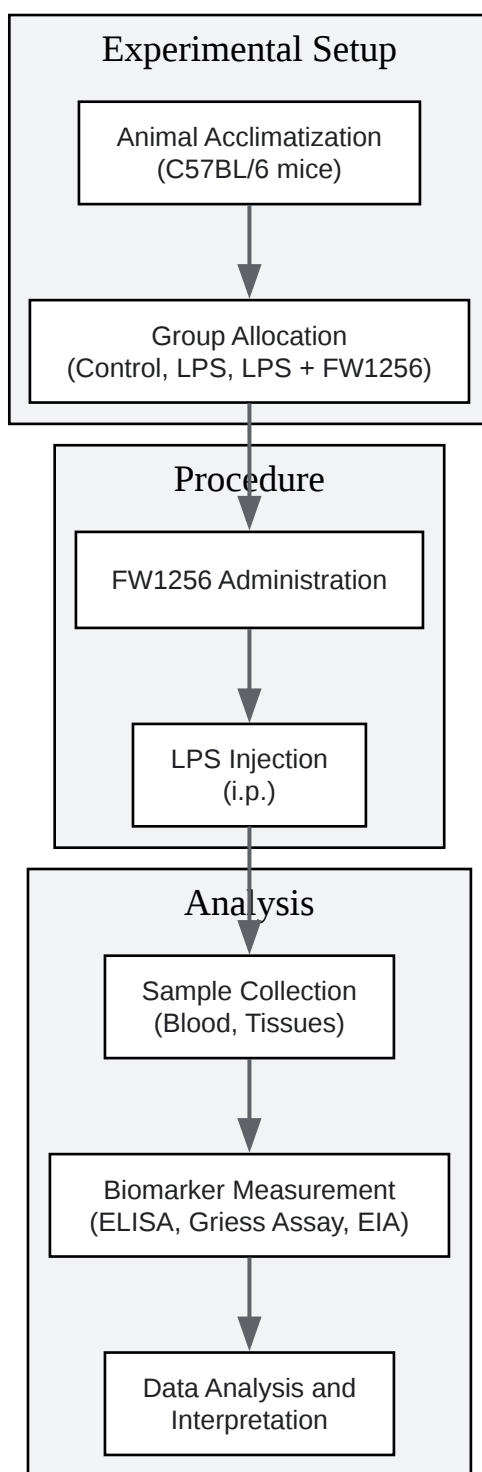 Experimental Setup
Animal Acclimatization
(C57BL/6 mice)
Group Allocation
(Control, LPS, LPS + FW1256)
Procedure
FW1256 Administration
LPS Injection
(i.p.)
Analysis
Sample Collection
(Blood, Tissues)
Biomarker Measurement
(ELISA, Griess Assay, EIA)
Data Analysis and
Interpretation